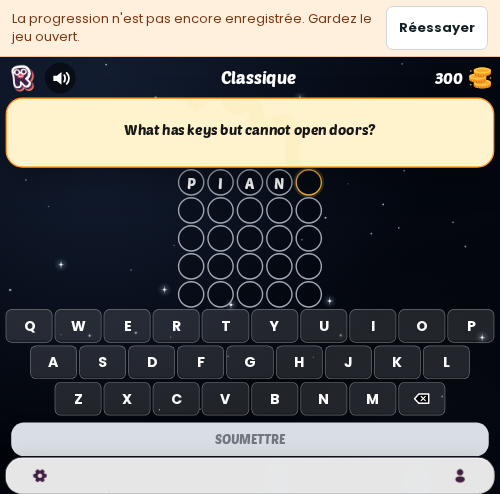 La progression n'est pas encore enregistrée. Gardez le
jeu ouvert.
Réessayer
Classique
300
What has keys but cannot open doors?
P I A N
Q W E R T Y U I O P
A S D F G H J K L
Z X C V B N M
SOUMETTRE